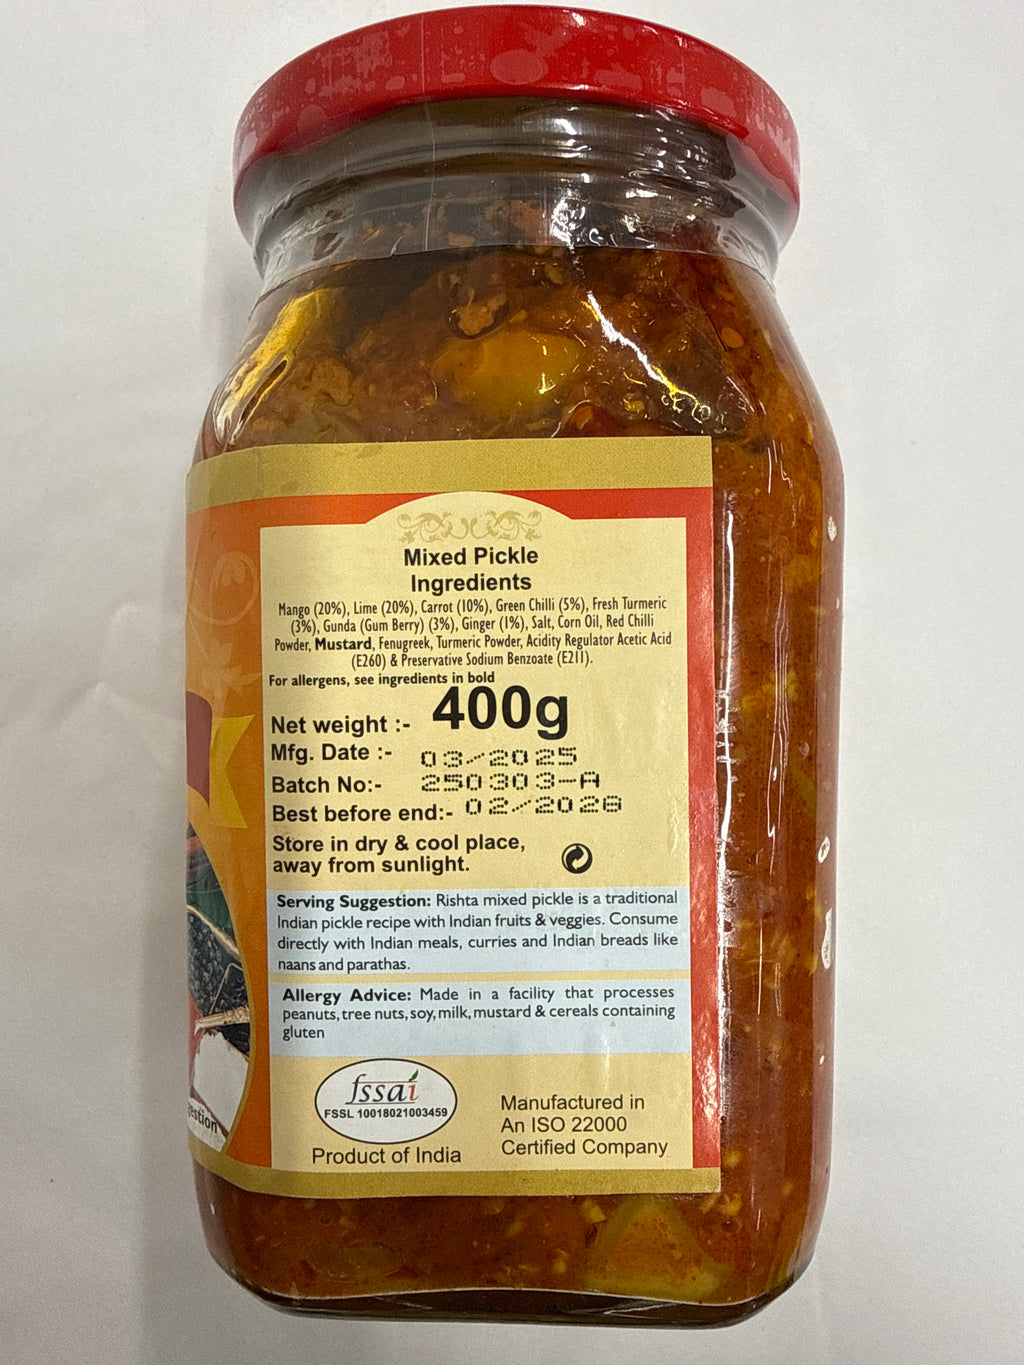 Mixed Pickle
Ingredients
Mango (20%), Lime (20%), Carrot (10%), Green Chilli (5%), Fresh Turmeric
(3%), Gunda (Gum Berry) (3%), Ginger (1%), Salt, Corn Oil, Red Chilli
Powder, Mustard, Fenugreek, Turmeric Powder, Acidity Regulator Acetic Acid
(E260) & Preservative Sodium Benzoate (E211).
For allergens, see ingredients in bold
Net weight :- 400g
Mfg. Date :- 03/2025
Batch No:- 250303-A
Best before end:- 02/2028
Store in dry & cool place,
away from sunlight.
Serving Suggestion: Rishta mixed pickle is a traditional
Indian pickle recipe with Indian fruits & veggies. Consume
directly with Indian meals, curries and Indian breads like
naans and parathas.
Allergy Advice: Made in a facility that processes
peanuts, tree nuts, soy, milk, mustard & cereals containing
gluten
fssai
FSSL 10018021003459
Product of India
Manufactured in
An ISO 22000
Certified Company